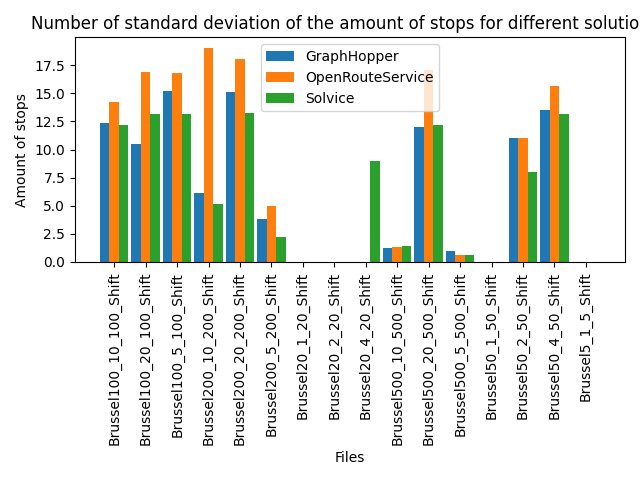 Number of standard deviation of the amount of stops for different solutio
GraphHopper
OpenRouteService
Solvice
Amount of stops
17.5
15.0
12.5
10.0
7.5
5.0
2.5
0.0
Brussel100_10_100_Shift
Brussel100_20_100_Shift
Brussel100_5_100_Shift
Brussel200_10_200_Shift
Brussel200_20_200_Shift
Brussel200_5_200_Shift
Brussel20_1_20_Shift
Brussel20_2_20_Shift
Brussel20_4_20_Shift
Brussel500_10_500_Shift
Brussel500_20_500_Shift
Brussel500_5_500_Shift
Brussel50_1_50_Shift
Brussel50_2_50_Shift
Brussel50_4_50_Shift
Brussel5_1_5_Shift
Files